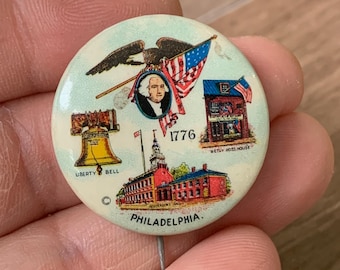 1776
BETSY ROSS HOUSE
LIBERTY BELL
©
PHILADELPHIA.